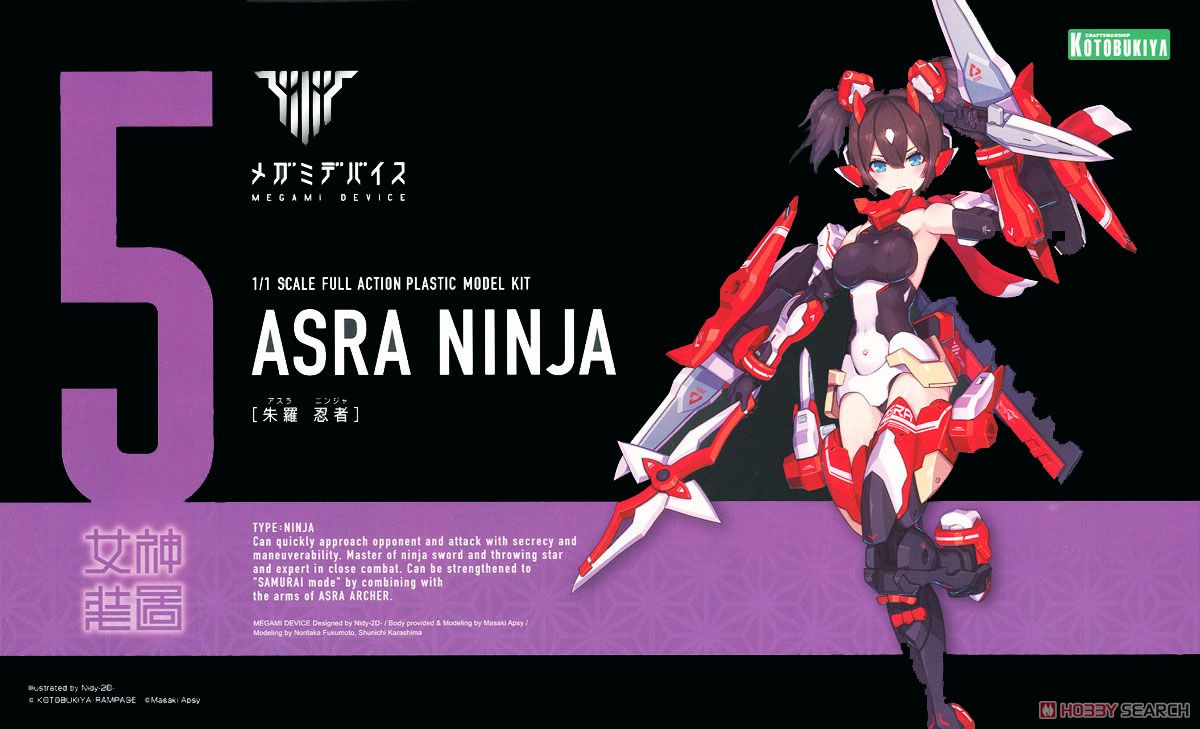 5
メガミデバイス
MEGAMI DEVICE
1/1 SCALE FULL ACTION PLASTIC MODEL KIT
ASRA NINJA
アスラ ニンジャ
[朱羅 忍者]
女神
装置
TYPE:NINJA
Can quickly approach opponent and attack with secrecy and
maneuverability. Master of ninja sword and throwing star
and expert in close combat. Can be strengthened to
"SAMURAI mode" by combining with
the arms of ASRA ARCHER.
MEGAMI DEVICE Designed by Nidy-2D- / Body provided & Modeling by Masaki Apsy /
Modeling by Noritaka Fukumoto, Shunichi Karashima
Illustrated by Nidy-2D-
© KOTOBUKIYA RAMPAGE ©Masaki Apsy
CRAFTSMANSHIP
KOTOBUKIYA
HOBBY SEARCH